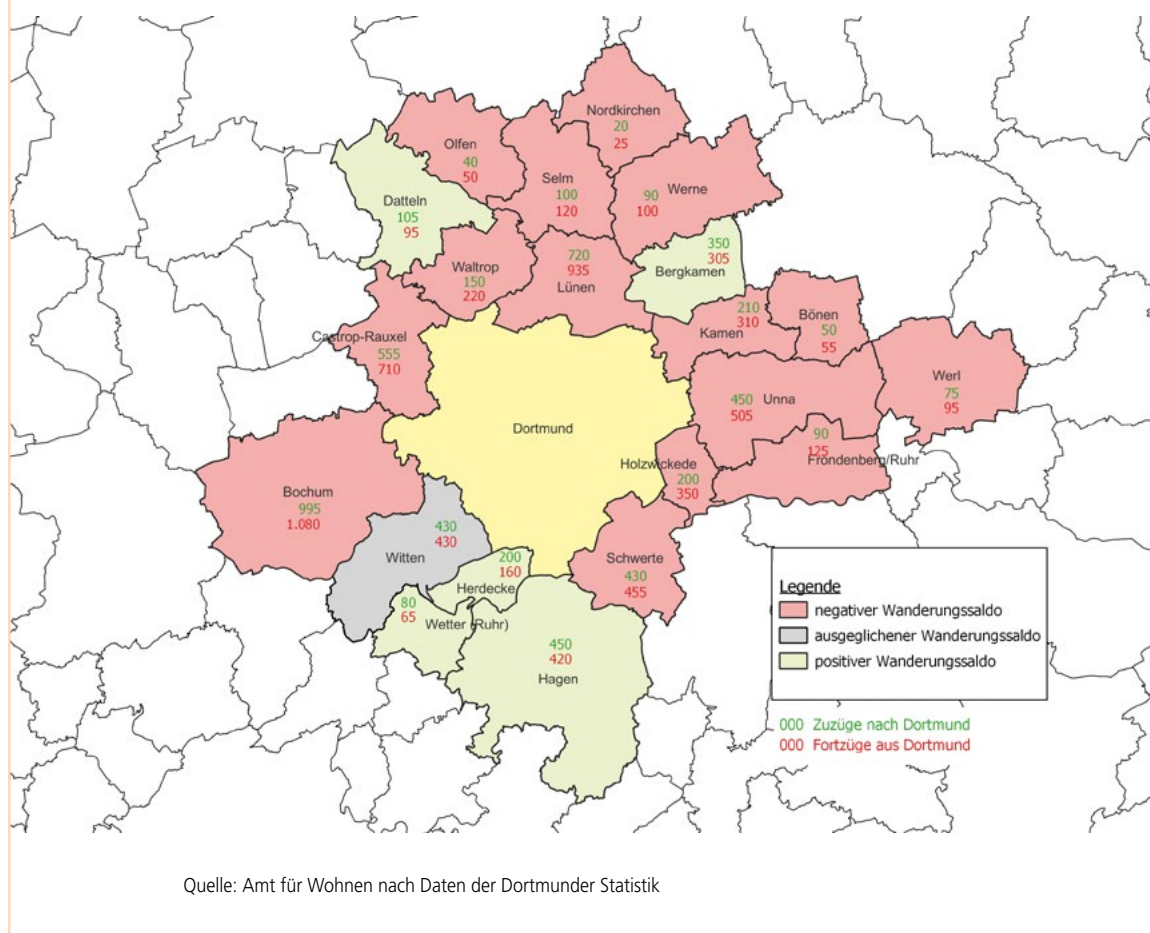 Nordkirchen
20
25
Olfen
40
50
Selm
100
120
Werne
90
100
Datteln
105
95
Waltrop
150
220
720
935
Lünen
350
305
Bergkamen
210
310
Kamen
Bönen
50
55
Castrop-Rauxel
555
710
Werl
75
95
450
505
Unna
90
125
Fröndenberg/Ruhr
Dortmund
Holzwickede
200
350
Bochum
995
1.080
430
430
Witten
200
160
Herdecke
Schwerte
430
455
80
65
Wetter (Ruhr)
450
420
Hagen
Legende
negativer Wanderungssaldo
ausgeglichener Wanderungssaldo
positiver Wanderungssaldo
000 Zuzüge nach Dortmund
000 Fortzüge aus Dortmund
Quelle: Amt für Wohnen nach Daten der Dortmunder Statistik